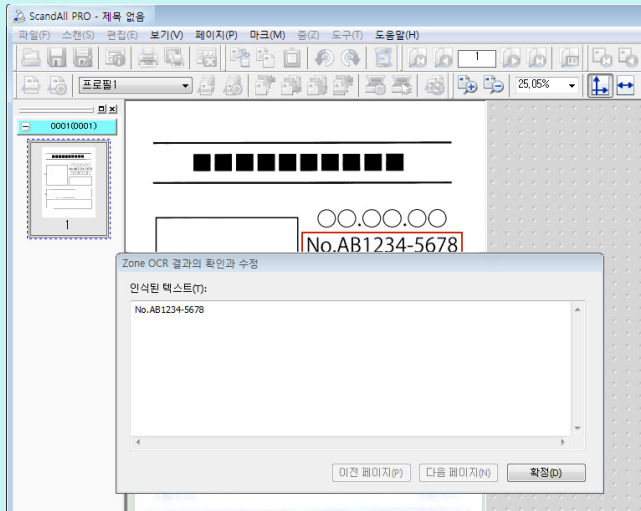 ScandAll PRO - 제목 없음
파일(F) 스캔(S) 편집(E) 보기(V) 페이지(P) 마크(M) 줌(Z) 도구(T) 도움말(H)
1
프로필1 25,05%
0001(0001)
1
■■■■■■■■■■
○○.○○.○○
No.AB1234-5678
Zone OCR 결과의 확인과 수정
인식된 텍스트(T):
No.AB1234-5678
이전 페이지(P) 다음 페이지(N) 확정(D)